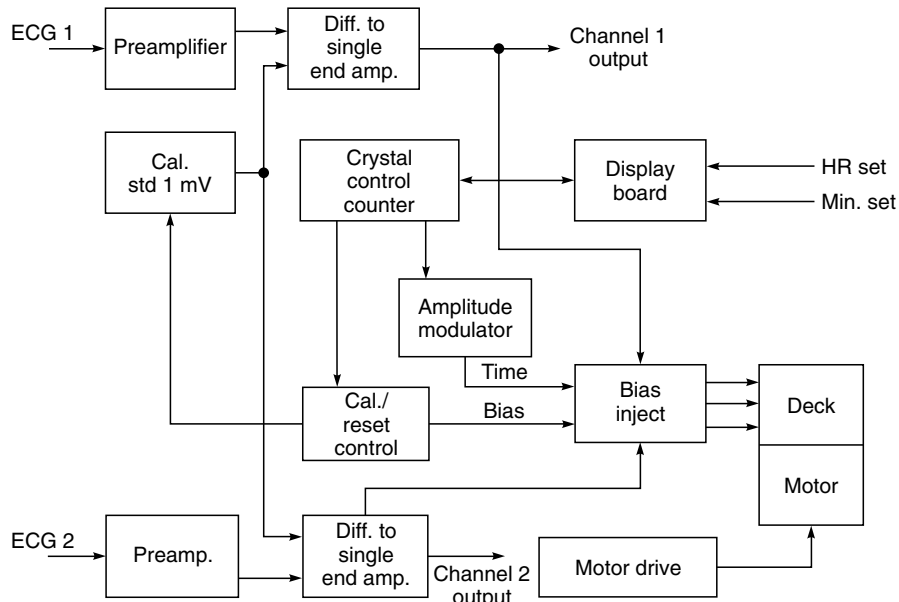 ECG 1
Preamplifier
Diff. to
single
end amp.
Channel 1
output
Cal.
std 1 mV
Crystal
control
counter
Display
board
HR set
Min. set
Amplitude
modulator
Time
Cal./
reset
control
Bias
Bias
inject
Deck
Motor
ECG 2
Preamp.
Diff. to
single
end amp.
Channel 2
output
Motor drive